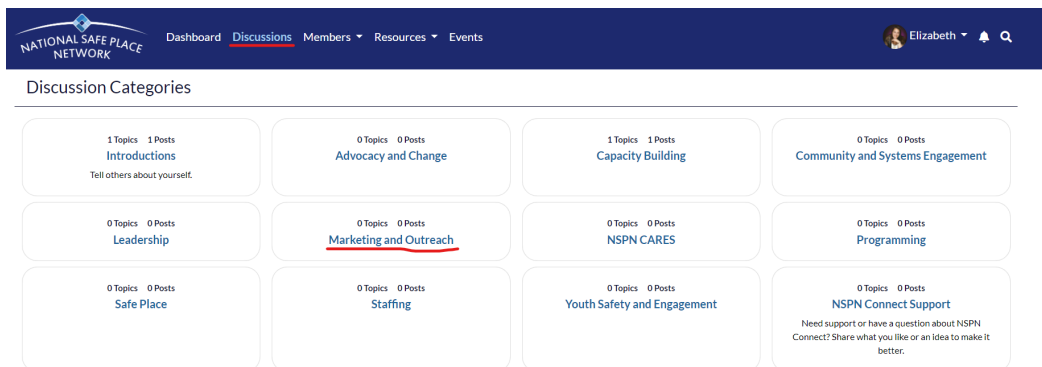 NATIONAL SAFE PLACE
NETWORK
Dashboard Discussions Members Resources Events
Elizabeth
Discussion Categories
1 Topics 1 Posts
Introductions
Tell others about yourself.
0 Topics 0 Posts
Advocacy and Change
1 Topics 1 Posts
Capacity Building
0 Topics 0 Posts
Community and Systems Engagement
0 Topics 0 Posts
Leadership
0 Topics 0 Posts
Marketing and Outreach
0 Topics 0 Posts
NSPN CARES
0 Topics 0 Posts
Programming
0 Topics 0 Posts
Safe Place
0 Topics 0 Posts
Staffing
0 Topics 0 Posts
Youth Safety and Engagement
0 Topics 0 Posts
NSPN Connect Support
Need support or have a question about NSPN
Connect? Share what you like or an idea to make it
better.